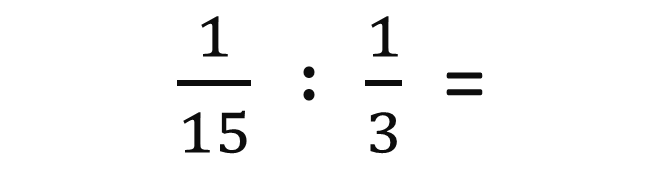 1/15 : 1/3 =